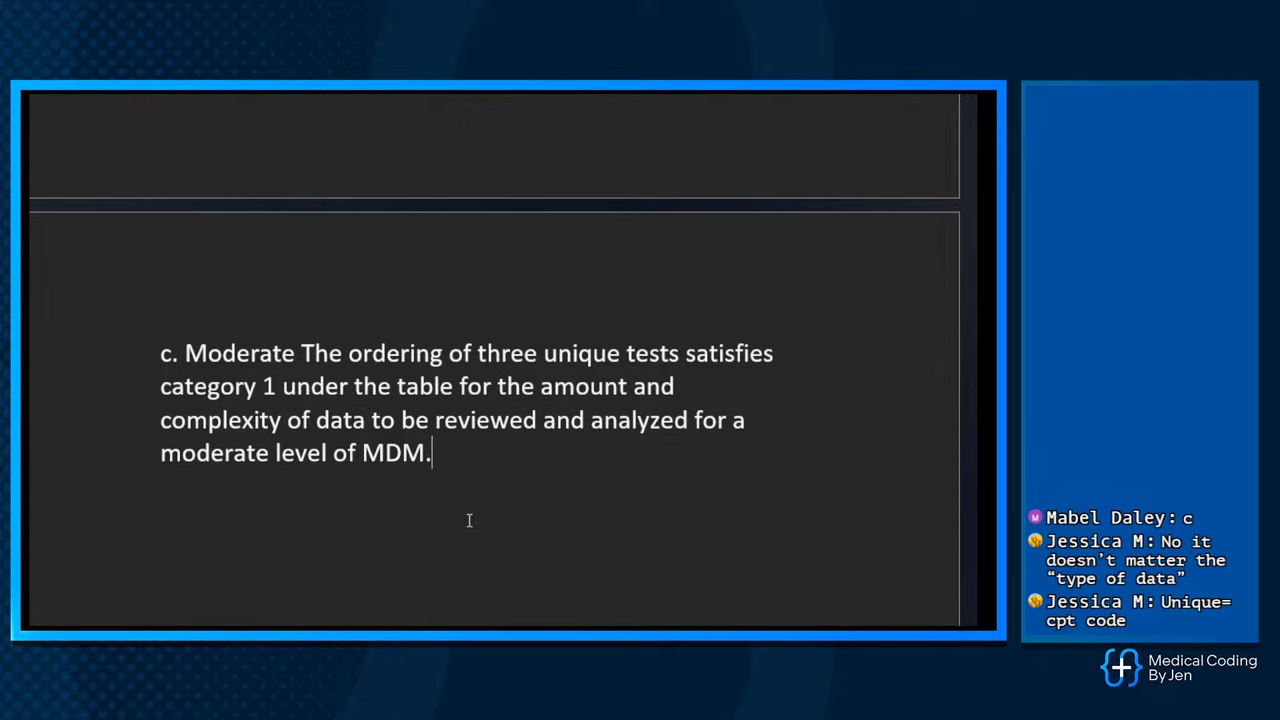 c. Moderate The ordering of three unique tests satisfies
category 1 under the table for the amount and
complexity of data to be reviewed and analyzed for a
moderate level of MDM.
M Mabel Daley: c
Jessica M: No it
doesn't matter the
“type of data”
Jessica M: Unique=
cpt code
Medical Coding
By Jen